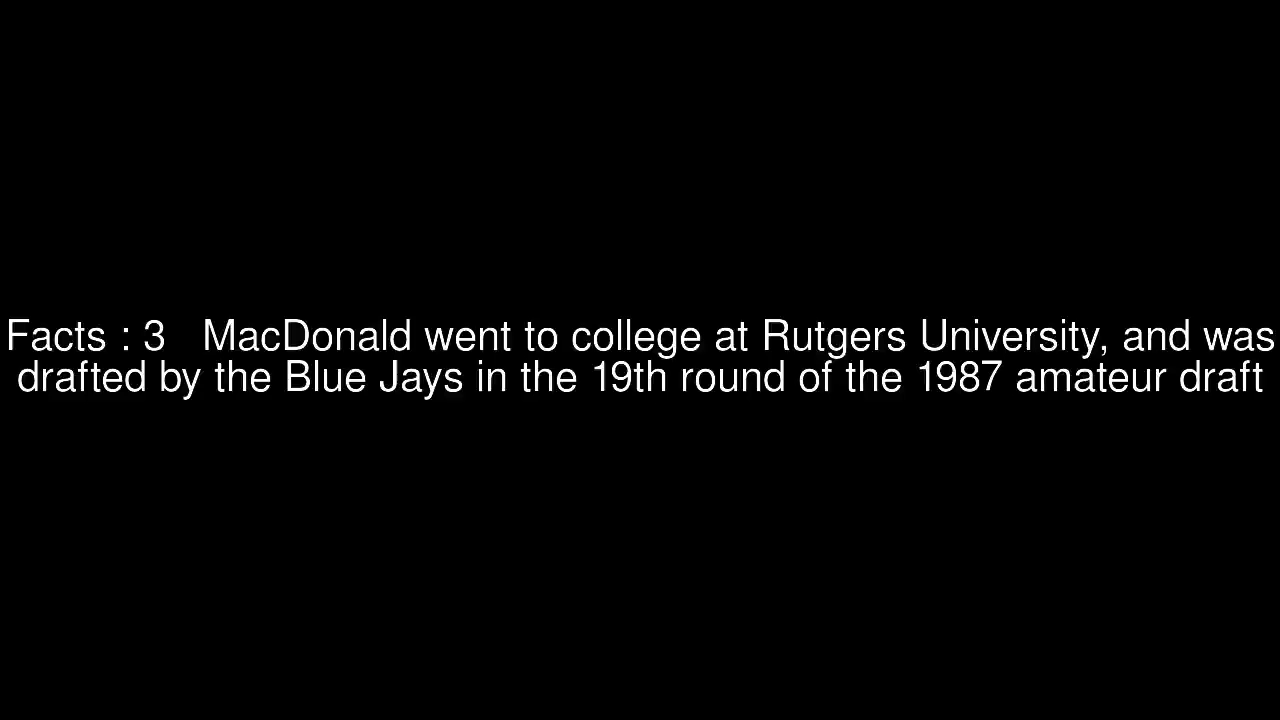 Facts : 3   MacDonald went to college at Rutgers University, and was
drafted by the Blue Jays in the 19th round of the 1987 amateur draft